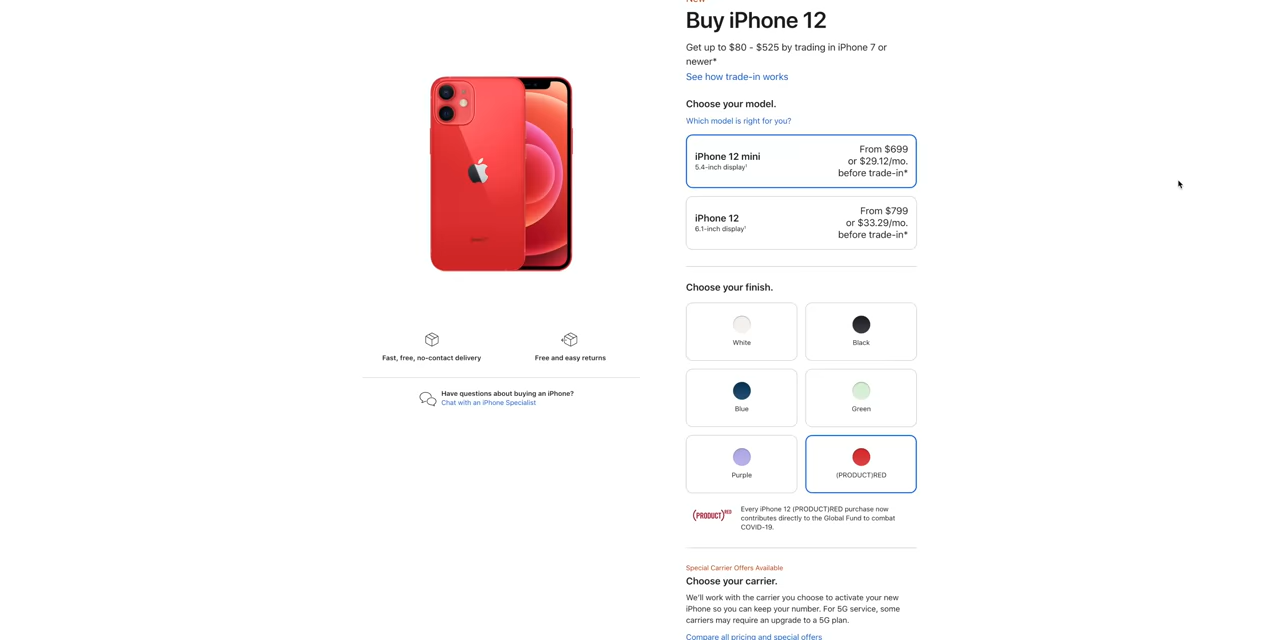 New
Buy iPhone 12
Get up to $80 - $525 by trading in iPhone 7 or
newer*
See how trade-in works
Choose your model.
Which model is right for you?
iPhone 12 mini
5.4-inch display¹
From $699
or $29.12/mo.
before trade-in*
iPhone 12
6.1-inch display¹
From $799
or $33.29/mo.
before trade-in*
Choose your finish.
White
Black
Blue
Green
Purple
(PRODUCT)RED
(PRODUCT)RED
Every iPhone 12 (PRODUCT)RED purchase now
contributes directly to the Global Fund to combat
COVID-19.
Special Carrier Offers Available
Choose your carrier.
We'll work with the carrier you choose to activate your new
iPhone so you can keep your number. For 5G service, some
carriers may require an upgrade to a 5G plan.
Compare all pricing and special offers
Fast, free, no-contact delivery
Free and easy returns
Have questions about buying an iPhone?
Chat with an iPhone Specialist